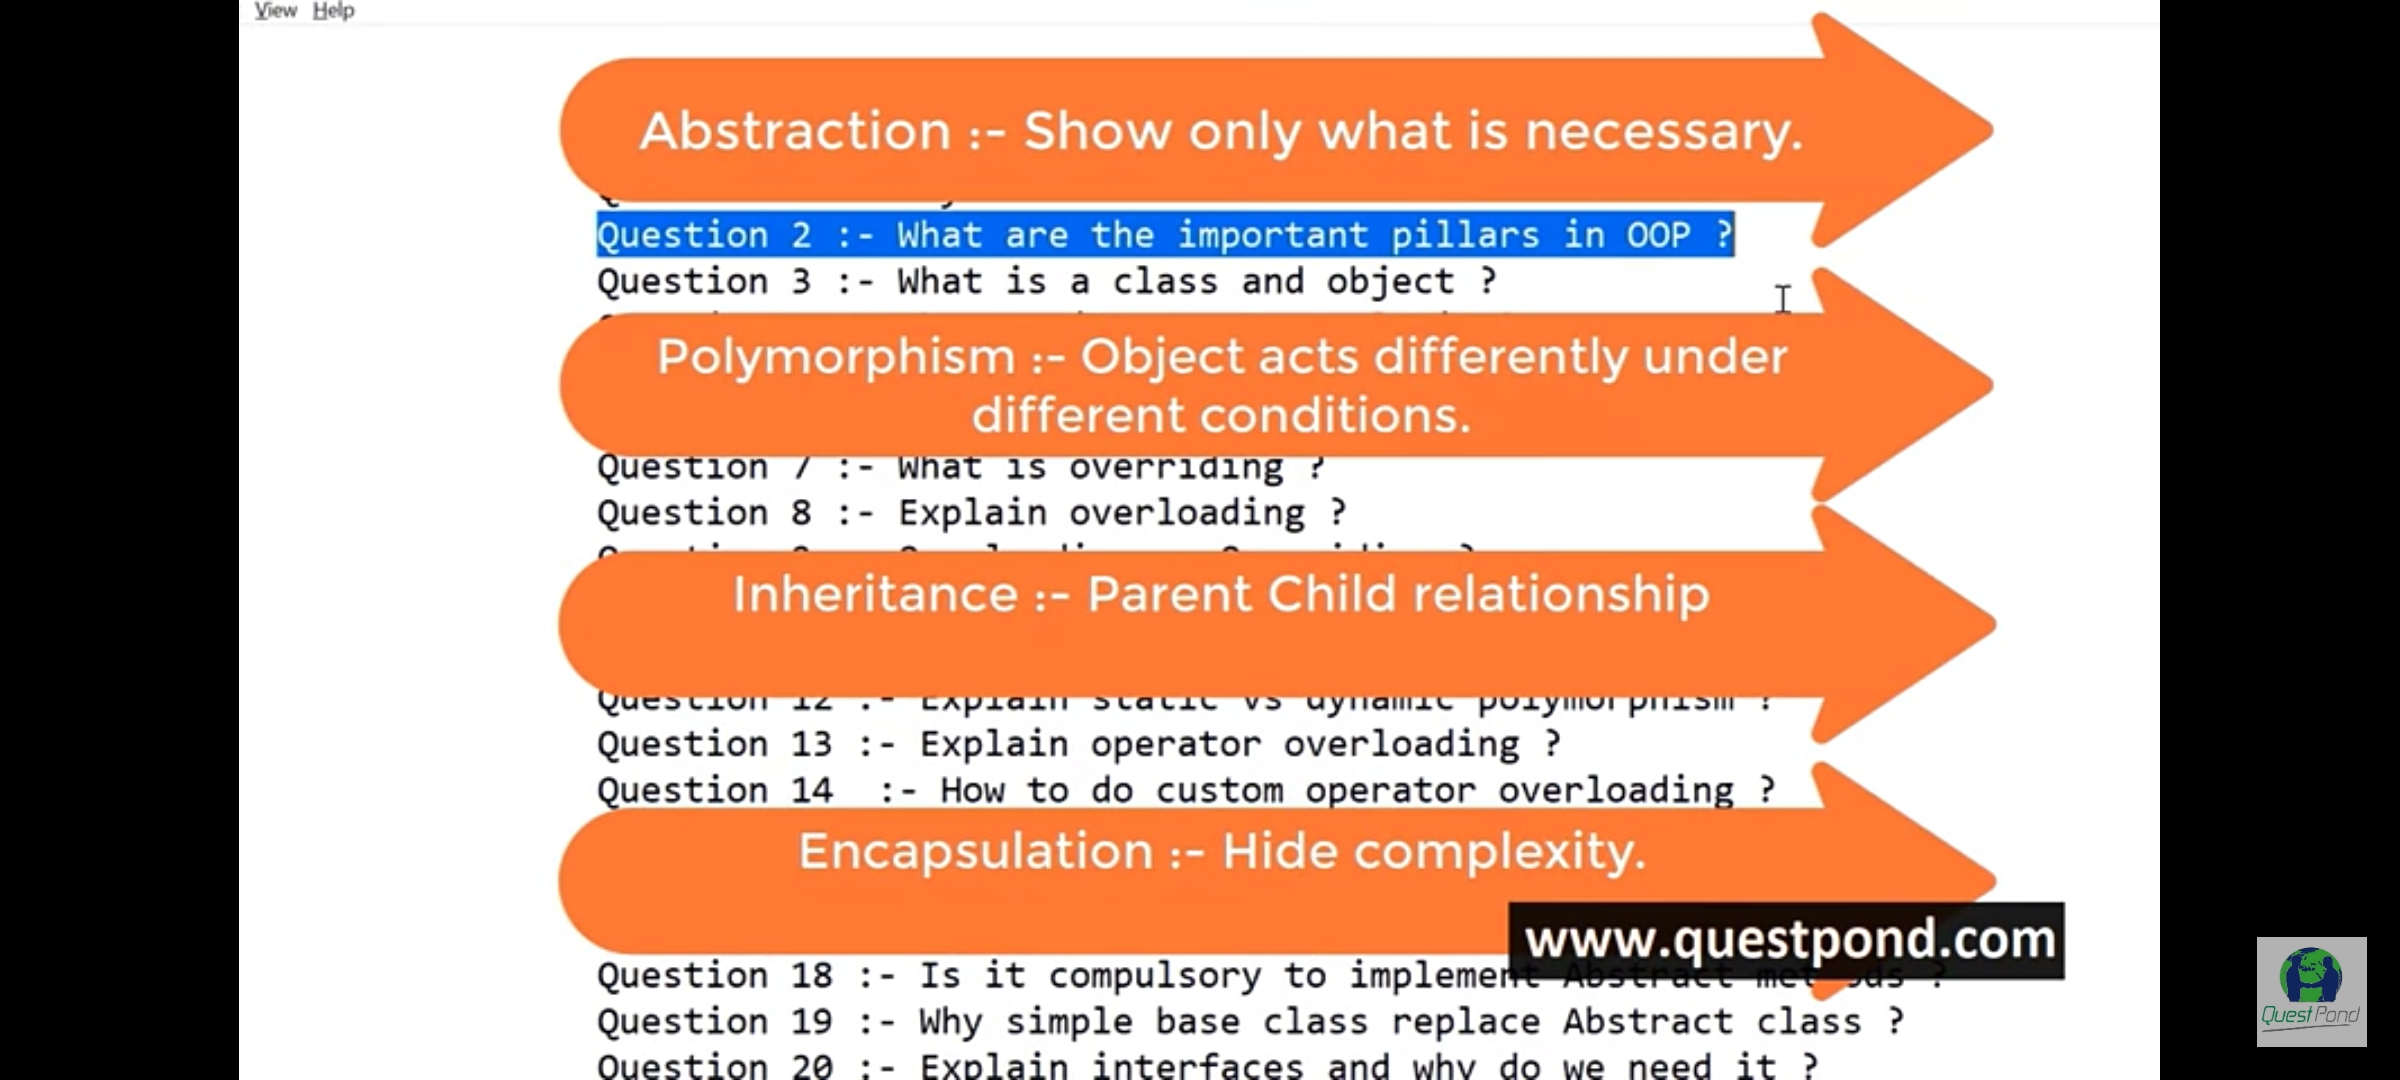 View Help
Abstraction :- Show only what is necessary.
Question 2 :- What are the important pillars in OOP ?
Question 3 :- What is a class and object ?
Polymorphism :- Object acts differently under
different conditions.
Question 7 :- What is overriding ?
Question 8 :- Explain overloading ?
Inheritance :- Parent Child relationship
Question 12 :- Explain static vs dynamic polymorphism ?
Question 13 :- Explain operator overloading ?
Question 14 :- How to do custom operator overloading ?
Encapsulation :- Hide complexity.
www.questpond.com
Question 18 :- Is it compulsory to implement Abstract methods ?
Question 19 :- Why simple base class replace Abstract class ?
Question 20 :- Explain interfaces and why do we need it ?
QuestPond